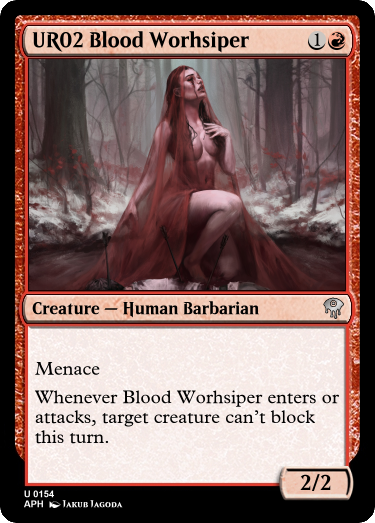 UR02 Blood Worhsiper 1
Creature — Human Barbarian
Menace
Whenever Blood Worhsiper enters or
attacks, target creature can't block
this turn.
2/2
U 0154
APH Jakub Jagoda